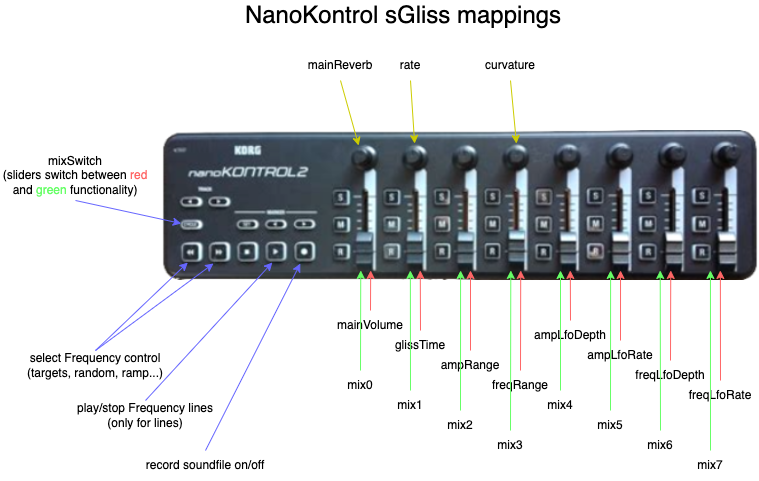 NanoKontrol sGliss mappings
mainReverb
rate
curvature
mixSwitch
(sliders switch between red
and green functionality)
KORG
nanoKONTROL2
TRACK
S
S
S
S
S
S
S
S
M
M
M
M
M
M
M
M
R
R
R
R
R
R
R
R
mainVolume
glissTime
ampRange
freqRange
ampLfoDepth
ampLfoRate
freqLfoDepth
freqLfoRate
select Frequency control
(targets, random, ramp...)
mix0
mix1
mix2
mix3
mix4
mix5
mix6
mix7
play/stop Frequency lines
(only for lines)
record soundfile on/off